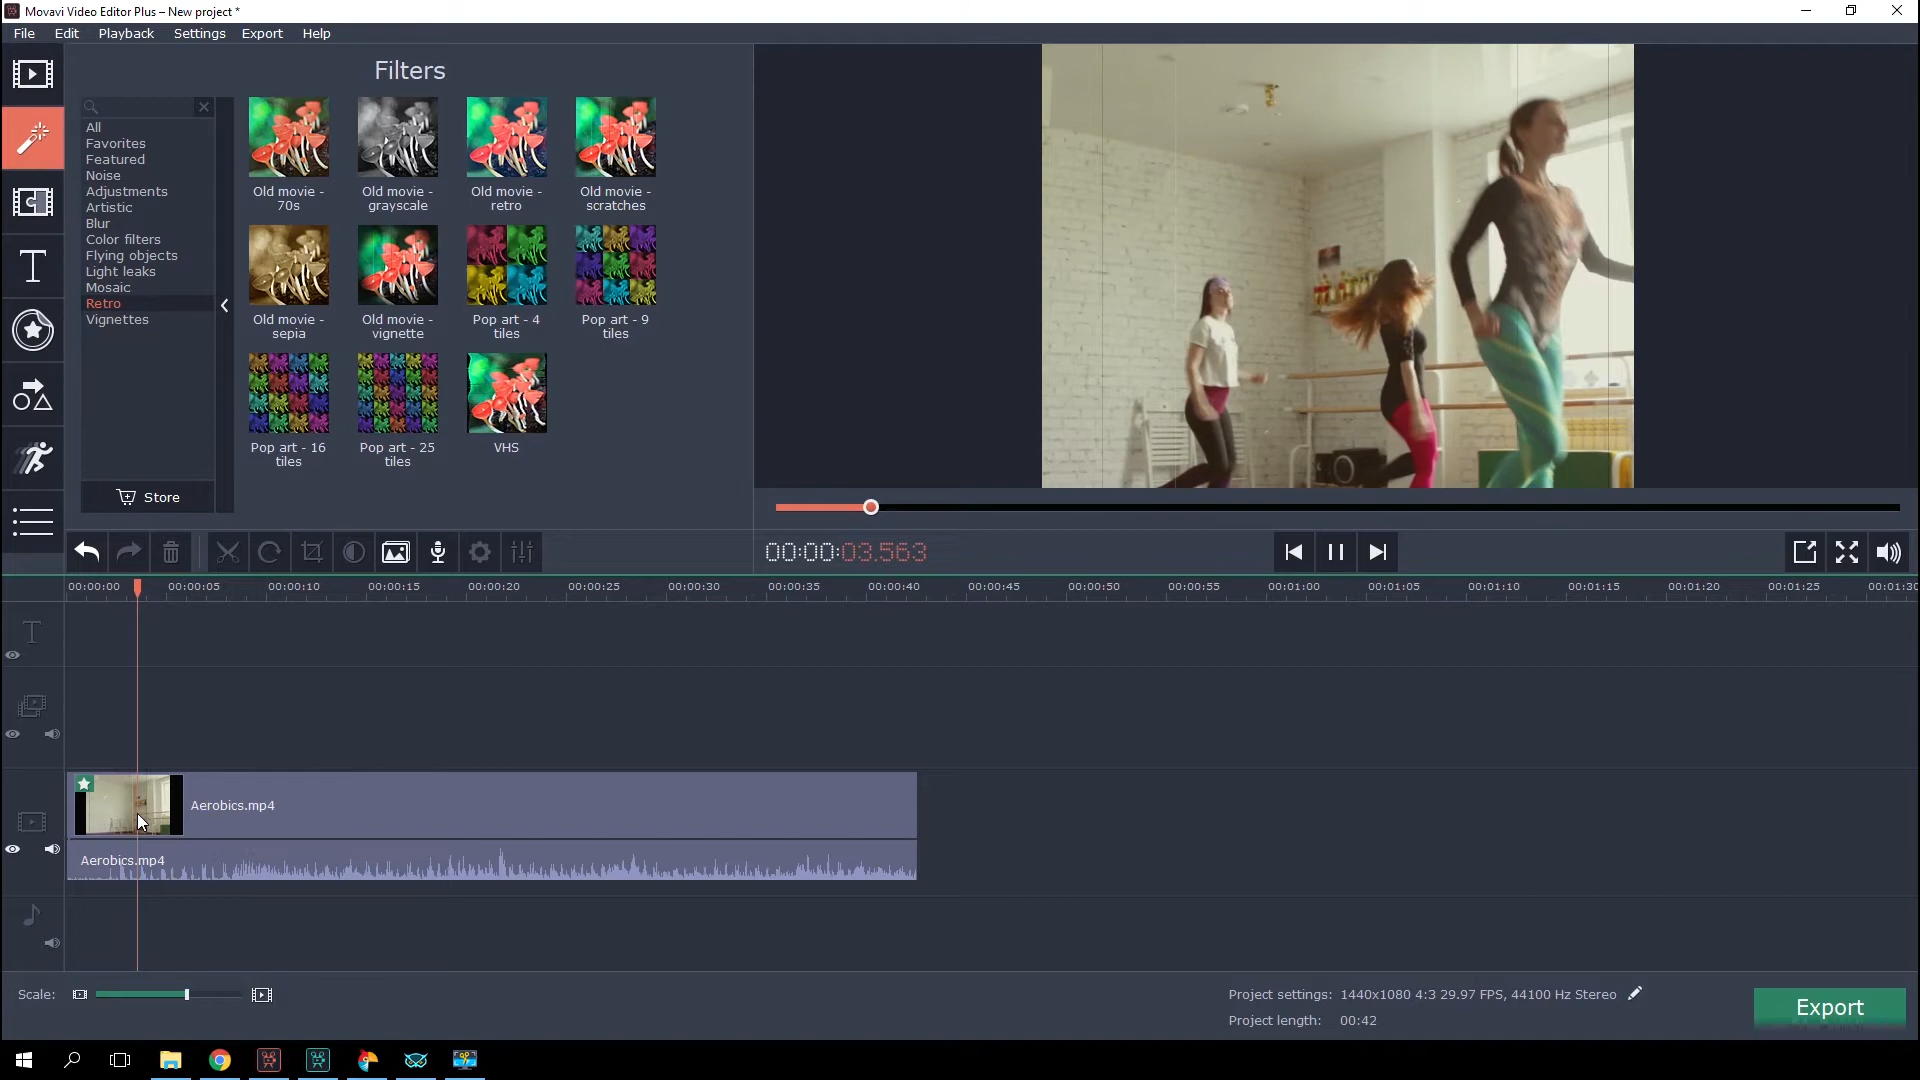 Movavi Video Editor Plus – New project *
File Edit Playback Settings Export Help
Filters
All
Favorites
Featured
Noise
Adjustments
Artistic
Blur
Color filters
Flying objects
Light leaks
Mosaic
Retro
Vignettes
Store
Old movie -
70s
Old movie -
grayscale
Old movie -
retro
Old movie -
scratches
Old movie -
sepia
Old movie -
vignette
Pop art - 4
tiles
Pop art - 9
tiles
Pop art - 16
tiles
Pop art - 25
tiles
VHS
00:00:03.563
00:00:00 00:00:05 00:00:10 00:00:15 00:00:20 00:00:25 00:00:30 00:00:35 00:00:40 00:00:45 00:00:50 00:00:55 00:01:00 00:01:05 00:01:10 00:01:15 00:01:20 00:01:25 00:01:30
T
Aerobics.mp4
Aerobics.mp4
Scale:
Project settings: 1440x1080 4:3 29.97 FPS, 44100 Hz Stereo
Project length: 00:42
Export